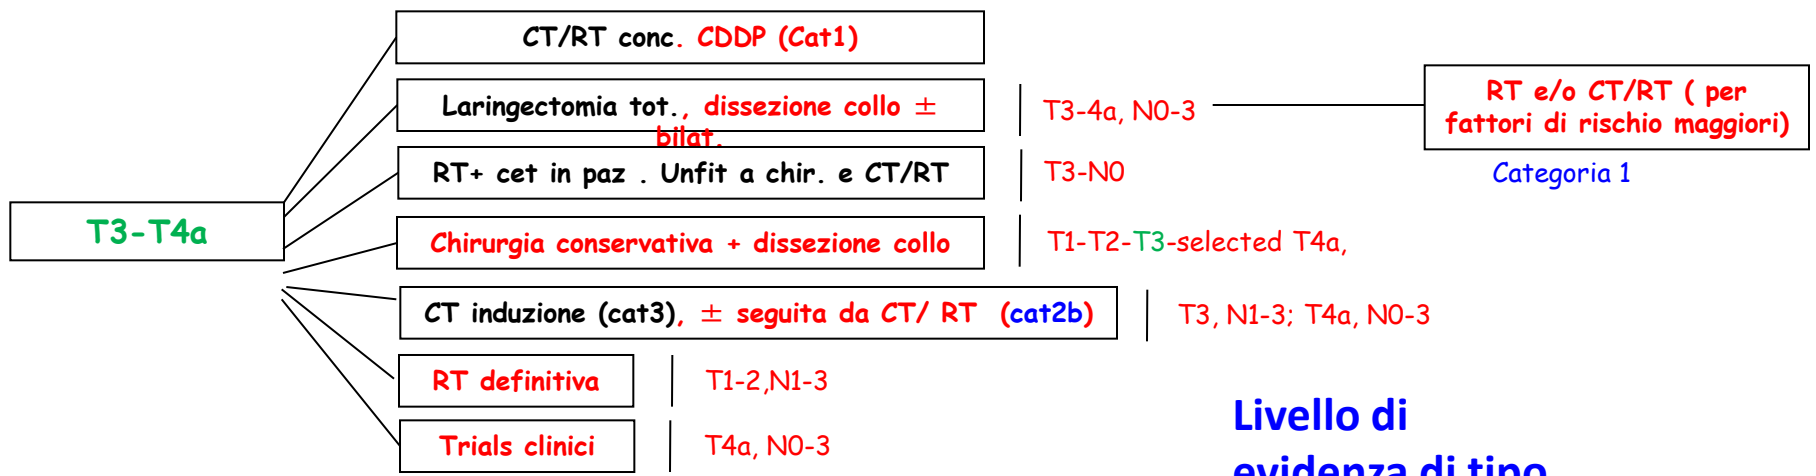 CT/RT conc. CDDP (Cat1)
Laringectomia tot., dissezione collo ±
bilat.
T3-4a, N0-3
RT e/o CT/RT ( per
fattori di rischio maggiori)
RT+ cet in paz . Unfit a chir. e CT/RT
T3-N0
Categoria 1
T3-T4a
Chirurgia conservativa + dissezione collo
T1-T2-T3-selected T4a,
CT induzione (cat3), ± seguita da CT/ RT (cat2b)
T3, N1-3; T4a, N0-3
RT definitiva
T1-2,N1-3
Trials clinici
T4a, N0-3
Livello di
evidenza di tipo